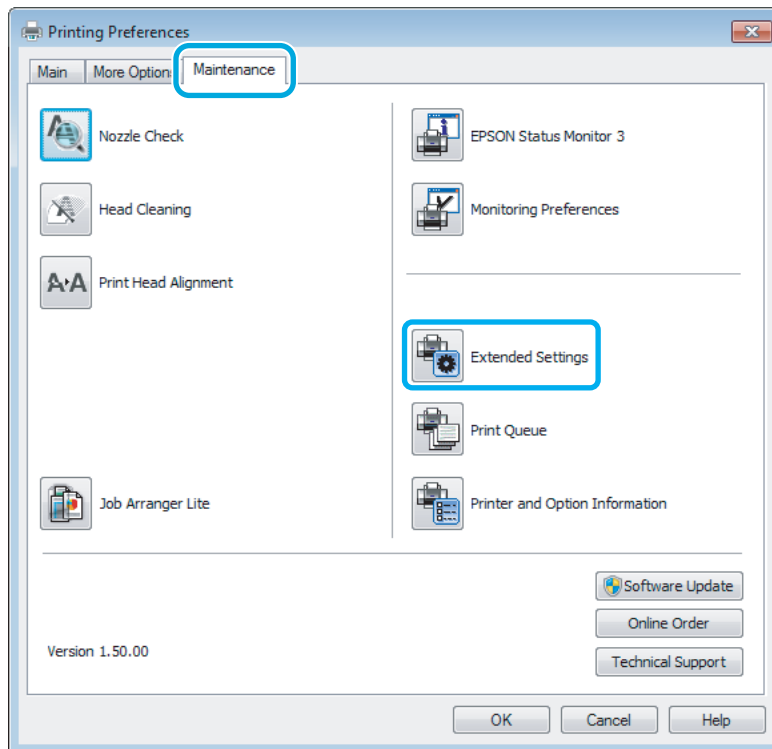 Printing Preferences
Main
More Option
Maintenance
Nozzle Check
EPSON Status Monitor 3
Head Cleaning
Monitoring Preferences
A A Print Head Alignment
Extended Settings
Print Queue
Job Arranger Lite
Printer and Option Information
Software Update
Online Order
Version 1.50.00
Technical Support
OK
Cancel
Help